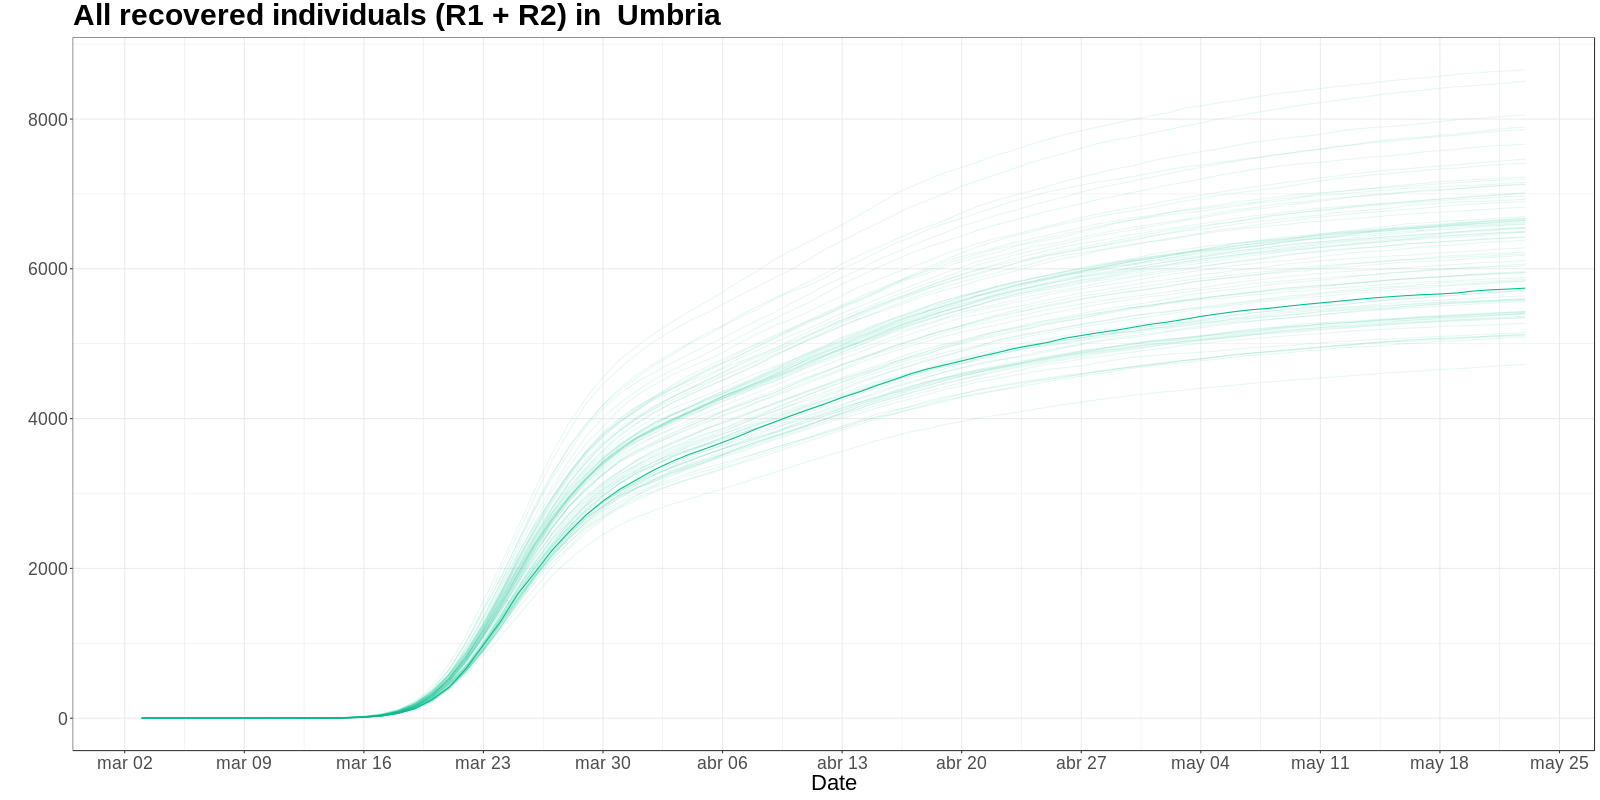 All recovered individuals (R1 + R2) in  Umbria
8000
6000
4000
2000
0
mar 02 mar 09 mar 16 mar 23 mar 30 abr 06 abr 13 abr 20 abr 27 may 04 may 11 may 18 may 25
Date